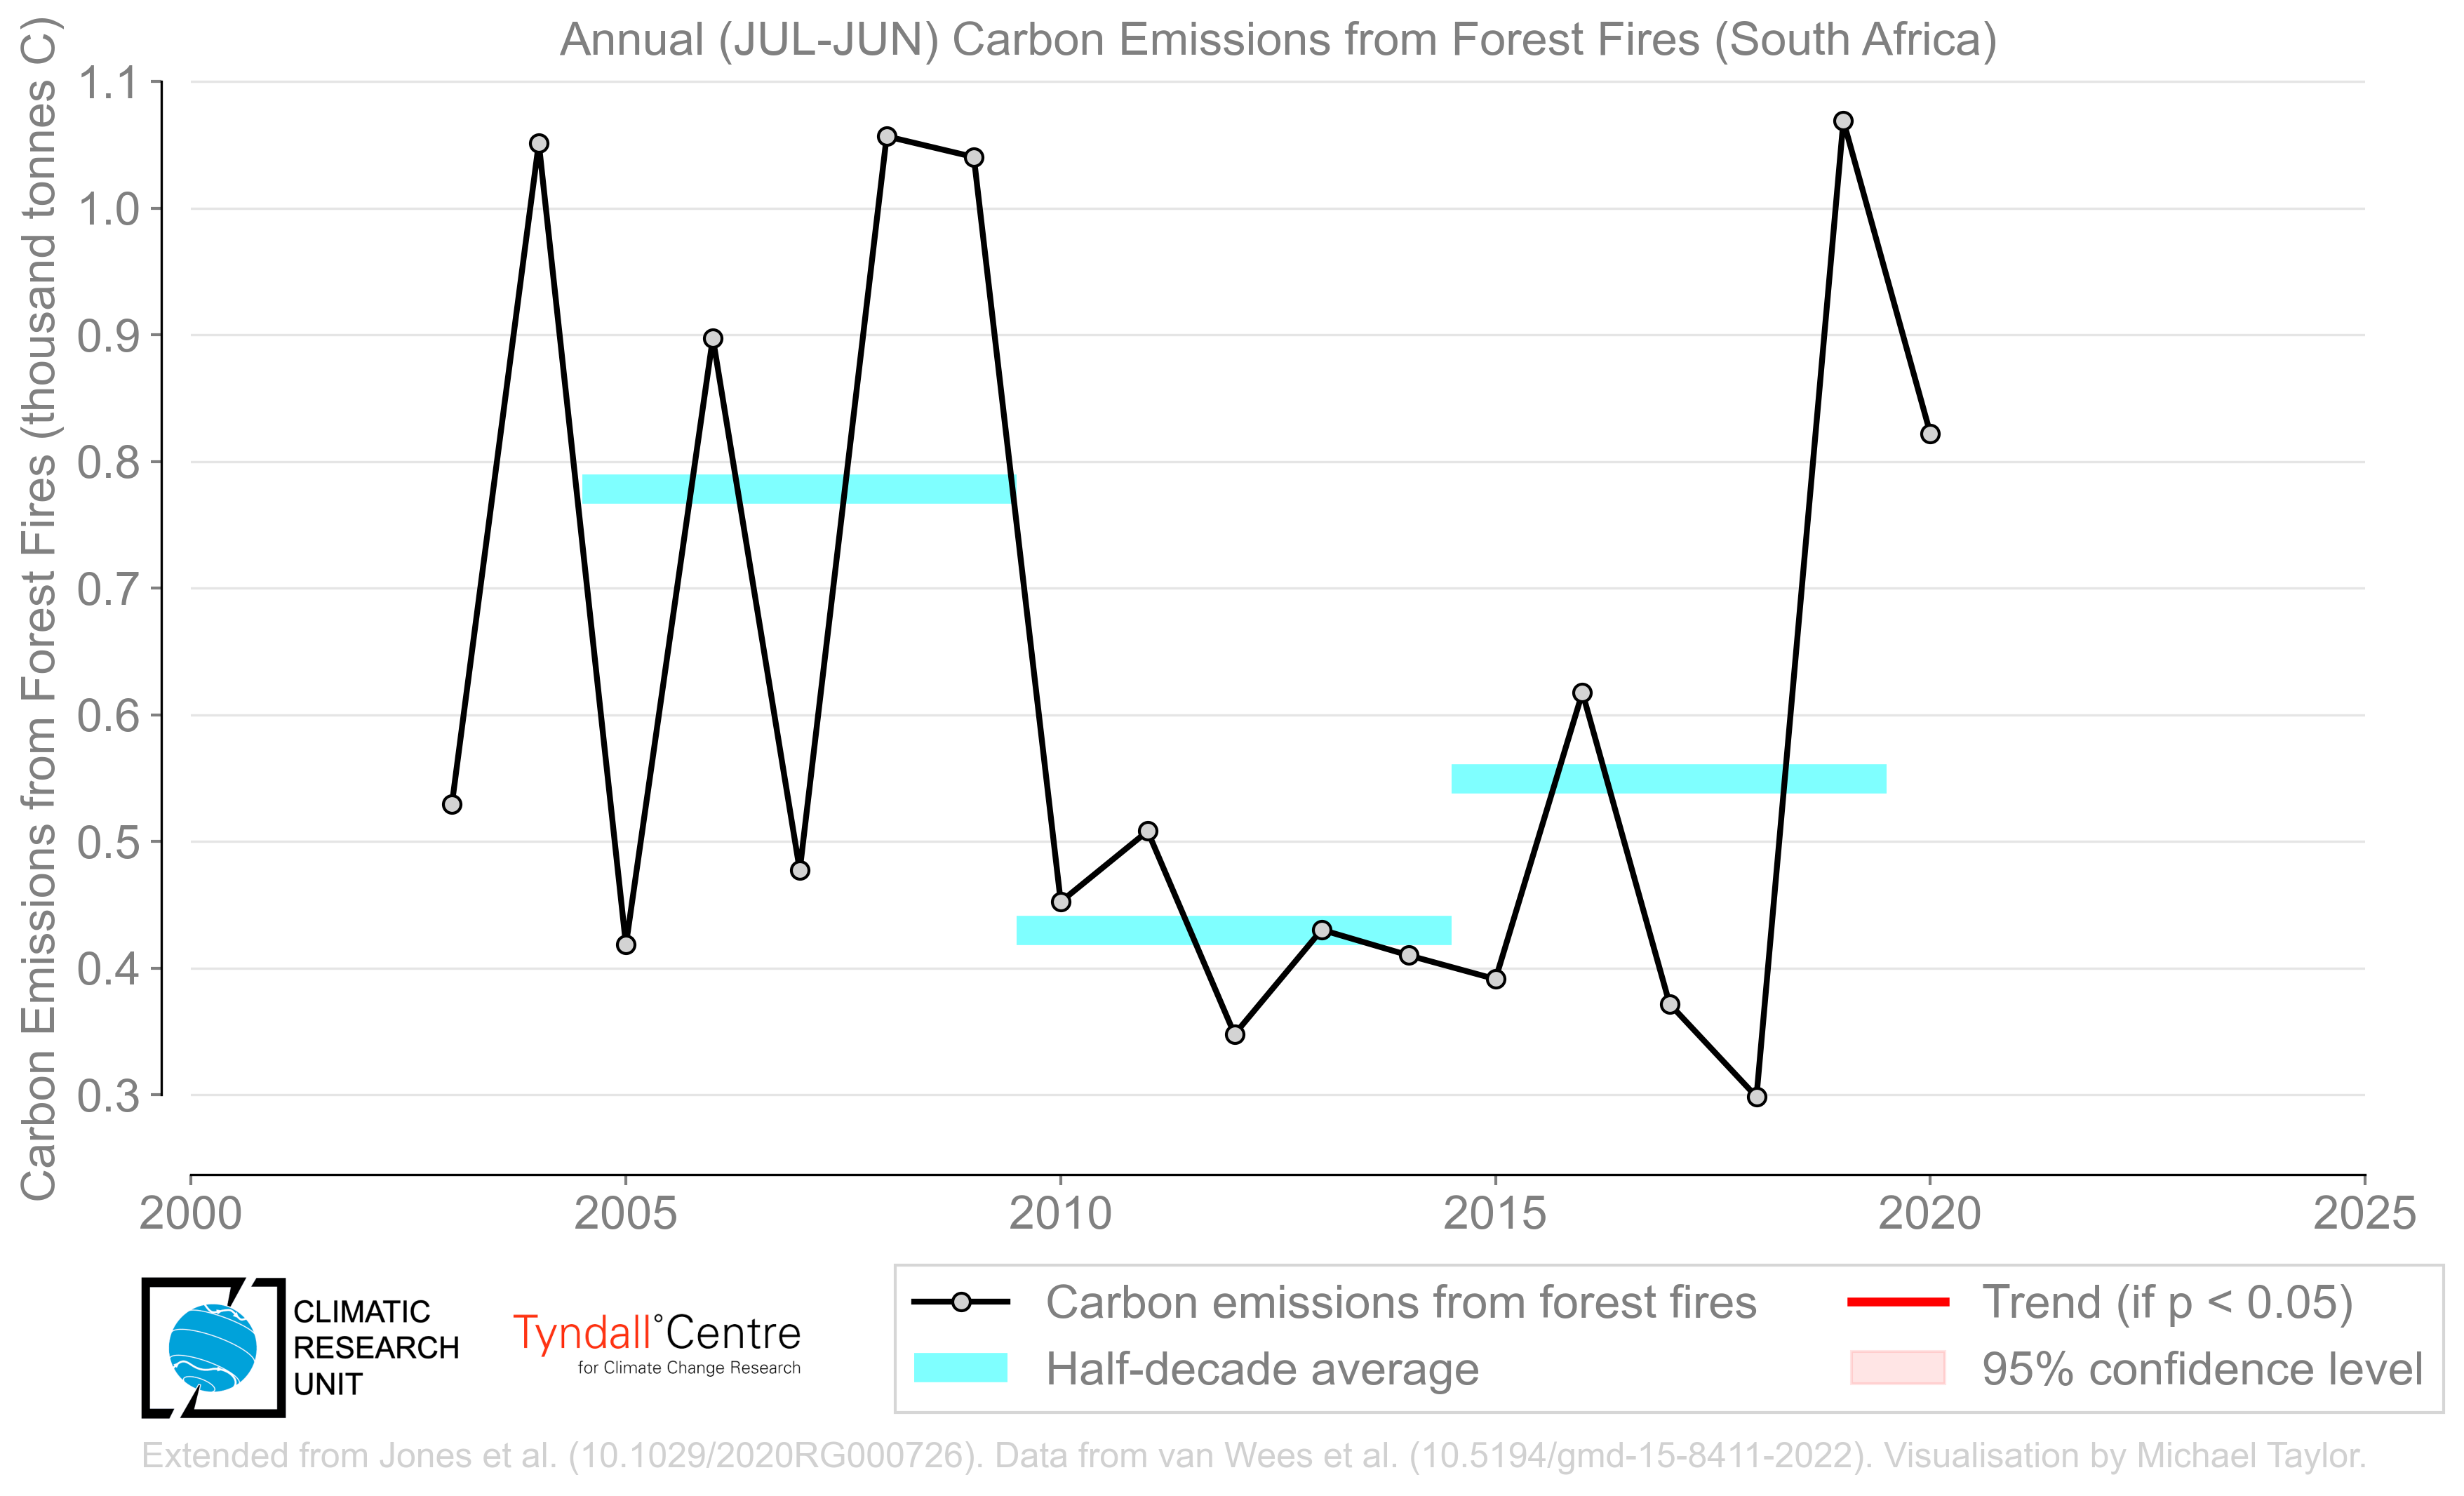 Annual (JUL-JUN) Carbon Emissions from Forest Fires (South Africa)
Carbon Emissions from Forest Fires (thousand tonnes C)
1.1
1.0
0.9
0.8
0.7
0.6
0.5
0.4
0.3
2000 2005 2010 2015 2020 2025
CLIMATIC
RESEARCH
UNIT
Tyndall°Centre
for Climate Change Research
Carbon emissions from forest fires
Half-decade average
Trend (if p < 0.05)
95% confidence level
Extended from Jones et al. (10.1029/2020RG000726). Data from van Wees et al. (10.5194/gmd-15-8411-2022). Visualisation by Michael Taylor.